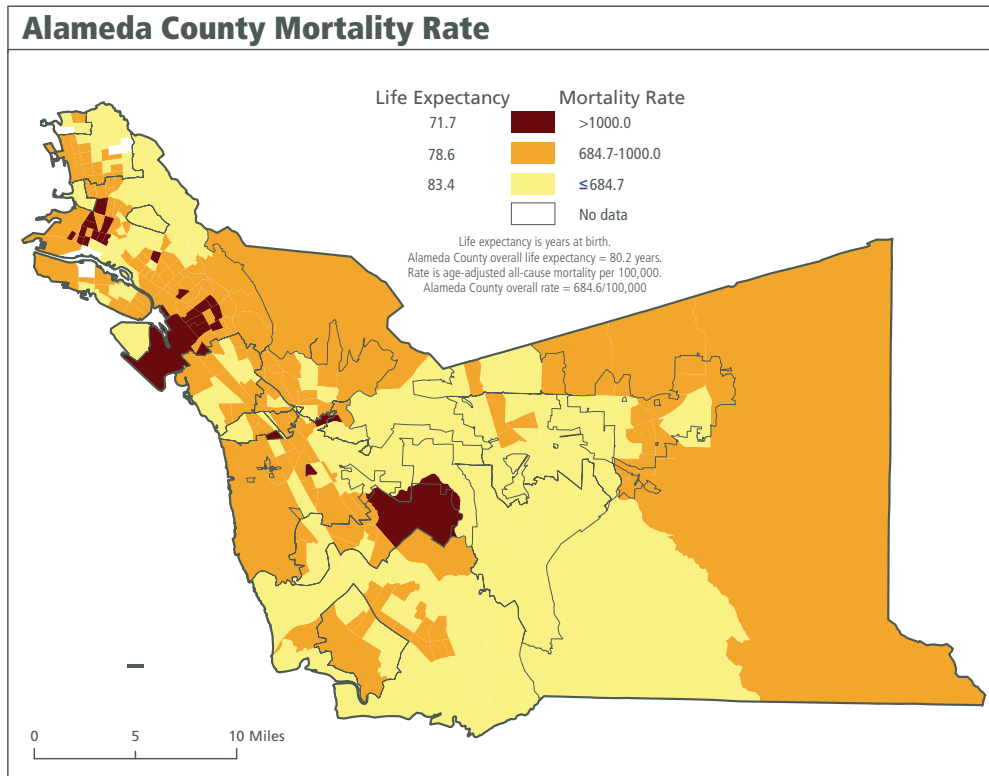 Alameda County Mortality Rate
Life Expectancy Mortality Rate
71.7 >1000.0
78.6 684.7-1000.0
83.4 ≤684.7
No data
Life expectancy is years at birth.
Alameda County overall life expectancy = 80.2 years.
Rate is age-adjusted all-cause mortality per 100,000.
Alameda County overall rate = 684.6/100,000
0 5 10 Miles